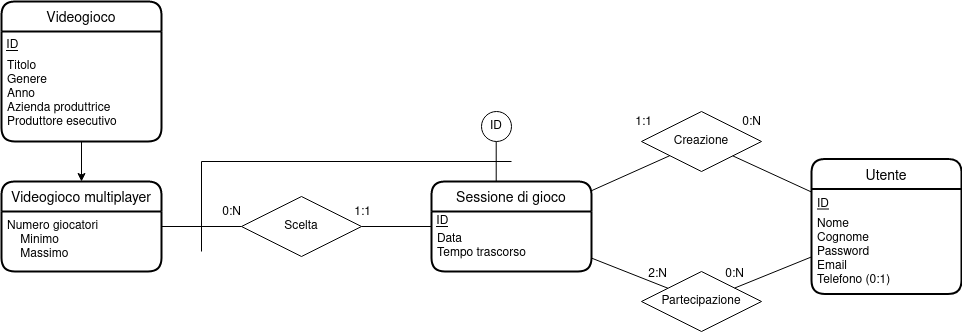 Videogioco
ID
Titolo
Genere
Anno
Azienda produttrice
Produttore esecutivo
Videogioco multiplayer
Numero giocatori
Minimo
Massimo
0:N
Scelta
1:1
ID
Sessione di gioco
ID
Data
Tempo trascorso
1:1
Creazione
0:N
2:N
Partecipazione
0:N
Utente
ID
Nome
Cognome
Password
Email
Telefono (0:1)